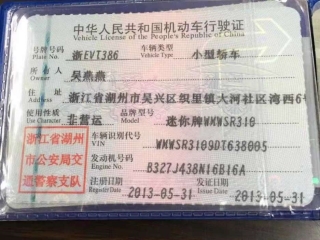 中华人民共和国机动车行驶证
Vehicle License of the People's Republic of China
号牌号码 浙EVT386 车辆类型 小型轿车
Plate No. Vehicle Type
所有人 吴燕燕
Owner
住址 浙江省湖州市吴兴区织里镇大河社区湾西6号
Address
使用性质 非营运 品牌型号 迷你牌WMWSR310
Use Character Model
浙江省湖州市公安局交通警察支队
车辆识别代号 WMWSR3109DT638005
VIN
发动机号码 B327J438N16B16A
Engine No.
注册日期 2013-05-31 发证日期 2013-05-31
Register Date Issue Date